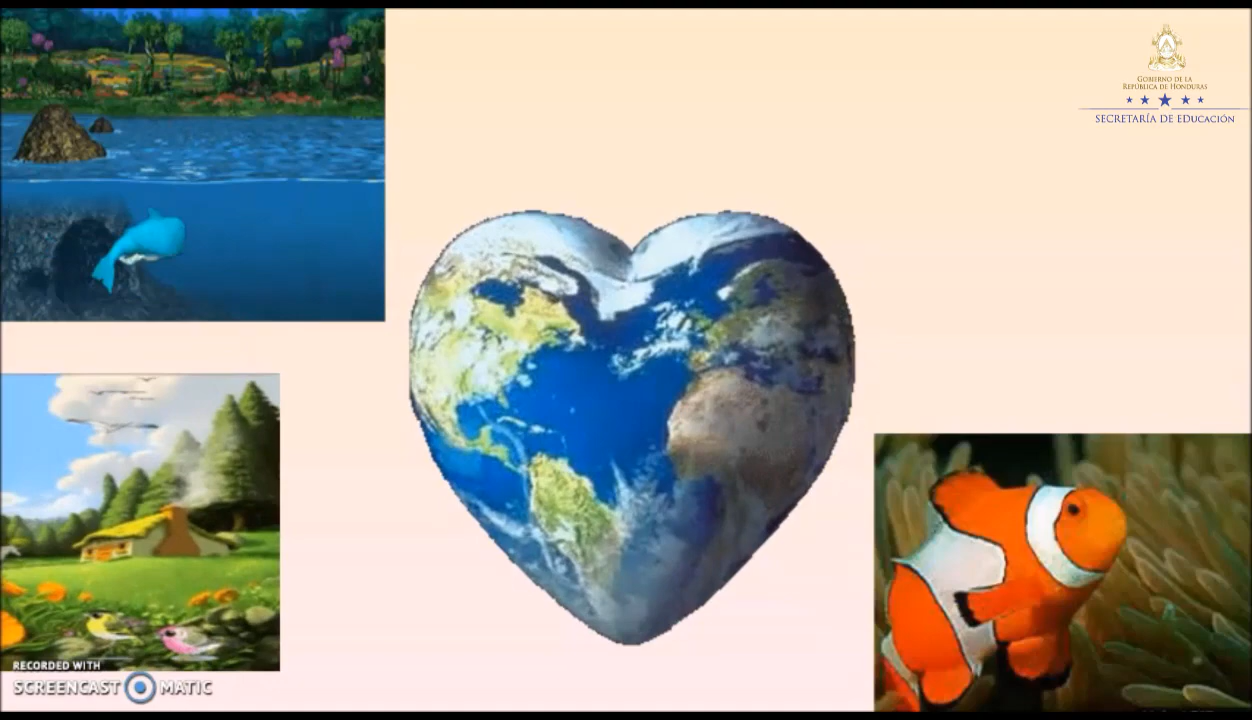 GOBIERNO DE LA
REPÚBLICA DE HONDURAS
SECRETARÍA DE EDUCACIÓN
RECORDED WITH
SCREENCAST MATIC